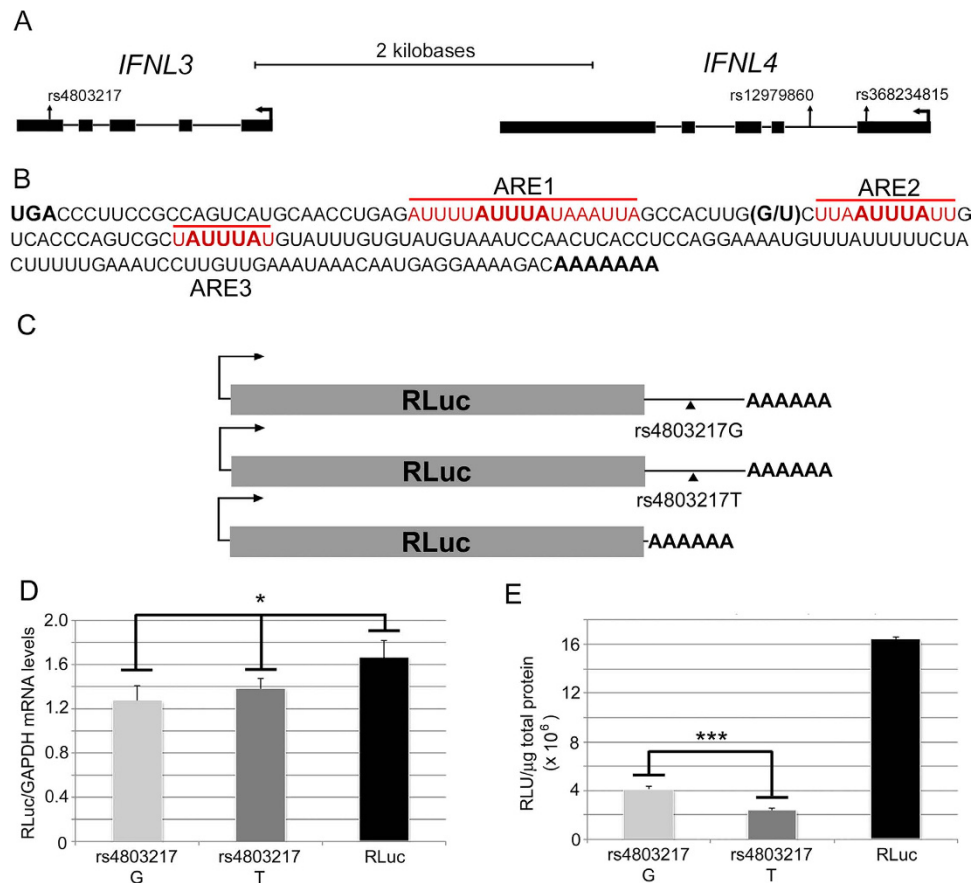 A
2 kilobases
IFNL3
IFNL4
rs4803217
rs12979860
rs368234815
B
ARE1
ARE2
UGACCCUUCCGCCAGUCAUGCAACCUGAGAUUUUAUUUAUAAAUUAGCCACUUG(G/U)CUUAAUUUAUUG
UCACCCAGUCGCUAUUUAUGUAUUUGUGUAUGUAAAUCCAACUCACCUCCAGGAAAAUGUUUAUUUUUCUA
CUUUUUGAAAUCCUUGUUGAAAUAAACAAUGAGGAAAAGACAAAAAAA
ARE3
C
RLuc
AAAAAA
rs4803217G
RLuc
AAAAAA
rs4803217T
RLuc
AAAAAA
D
RLuc/GAPDH mRNA levels
2.0
1.6
1.2
0.8
0.4
0
*
rs4803217
G
rs4803217
T
RLuc
E
RLU/µg total protein
(x 10⁶)
16
12
8
4
0
***
rs4803217
G
rs4803217
T
RLuc